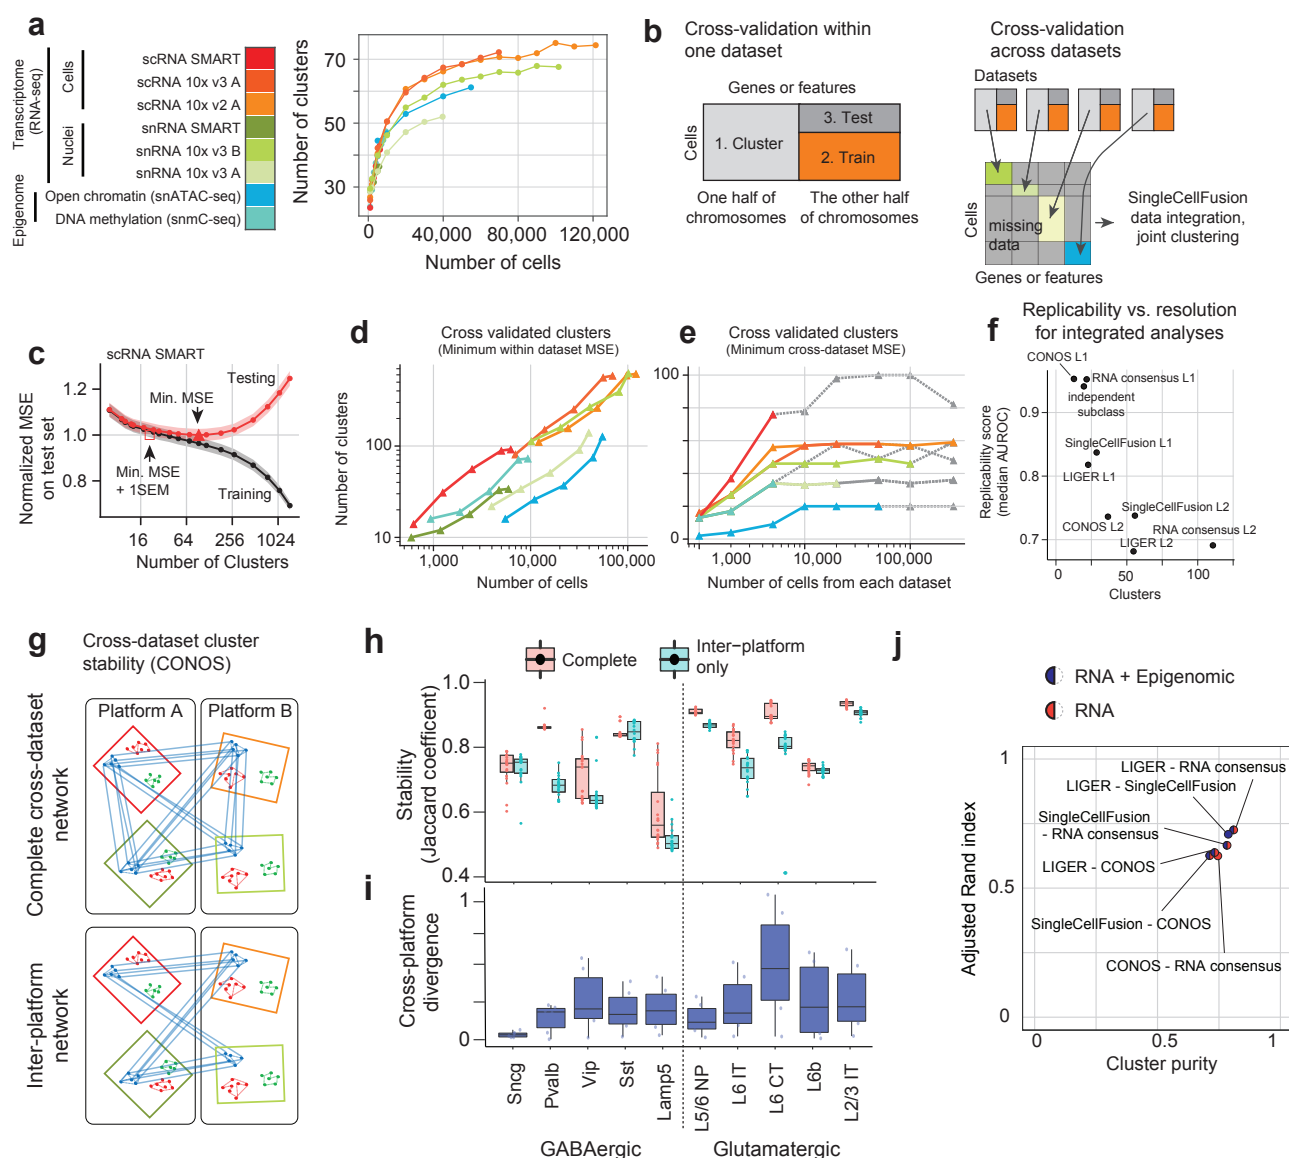 a
Transcriptome
(RNA-seq)
Cells
Nuclei
Epigenome
scRNA SMART
scRNA 10x v3 A
scRNA 10x v2 A
snRNA SMART
snRNA 10x v3 B
snRNA 10x v3 A
Open chromatin (snATAC-seq)
DNA methylation (snmC-seq)
Number of clusters
70
50
30
0
40,000
80,000
120,000
Number of cells
b
Cross-validation within
one dataset
Genes or features
Cells
1. Cluster
3. Test
2. Train
One half of
chromosomes
The other half
of chromosomes
Cross-validation
across datasets
Datasets
Cells
missing
data
Genes or features
SingleCellFusion
data integration,
joint clustering
c
scRNA SMART
Normalized MSE
on test set
1.2
1.0
0.8
Testing
Min. MSE
Min. MSE
+ 1SEM
Training
16
64
256
1024
Number of Clusters
d
Cross validated clusters
(Minimum within dataset MSE)
Number of clusters
100
10
1,000
10,000
100,000
Number of cells
e
Cross validated clusters
(Minimum cross-dataset MSE)
100
0
1,000
10,000
100,000
Number of cells from each dataset
f
Replicability vs. resolution
for integrated analyses
Replicability score
(median AUROC)
0.9
0.8
0.7
CONOS L1
RNA consensus L1
independent
subclass
SingleCellFusion L1
LIGER L1
SingleCellFusion L2
CONOS L2
RNA consensus L2
LIGER L2
0
50
100
Clusters
g
Cross-dataset cluster
stability (CONOS)
Complete cross-dataset
network
Platform A
Platform B
Inter-platform
network
h
Complete
Inter-platform
only
Stability
(Jaccard coefficent)
1.0
0.8
0.6
0.4
i
Cross-platform
divergence
1
0
Sncg
Pvalb
Vip
Sst
Lamp5
L5/6 NP
L6 IT
L6 CT
L6b
L2/3 IT
GABAergic
Glutamatergic
j
RNA + Epigenomic
RNA
Adjusted Rand index
1
0.5
0
LIGER - RNA consensus
LIGER - SingleCellFusion
SingleCellFusion
- RNA consensus
LIGER - CONOS
SingleCellFusion - CONOS
CONOS - RNA consensus
0
0.5
1
Cluster purity